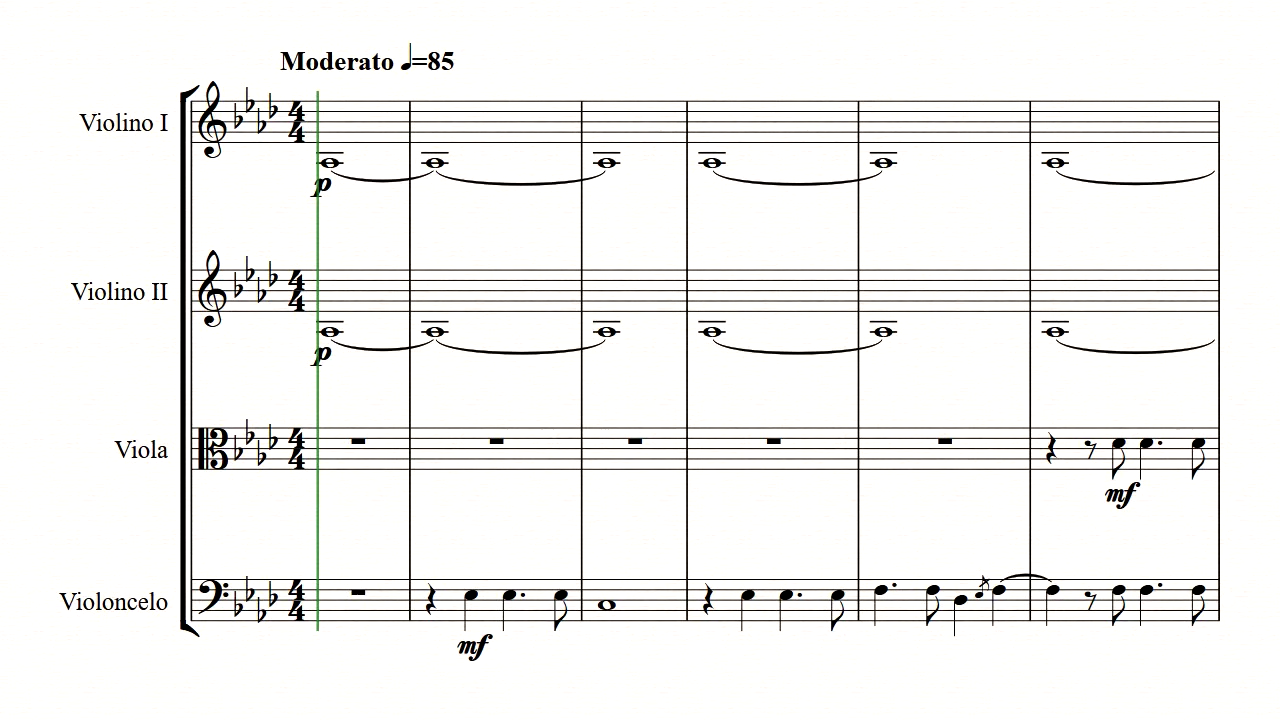 Moderato ♩=85
Violino I
p
Violino II
p
Viola
mf
Violoncelo
mf